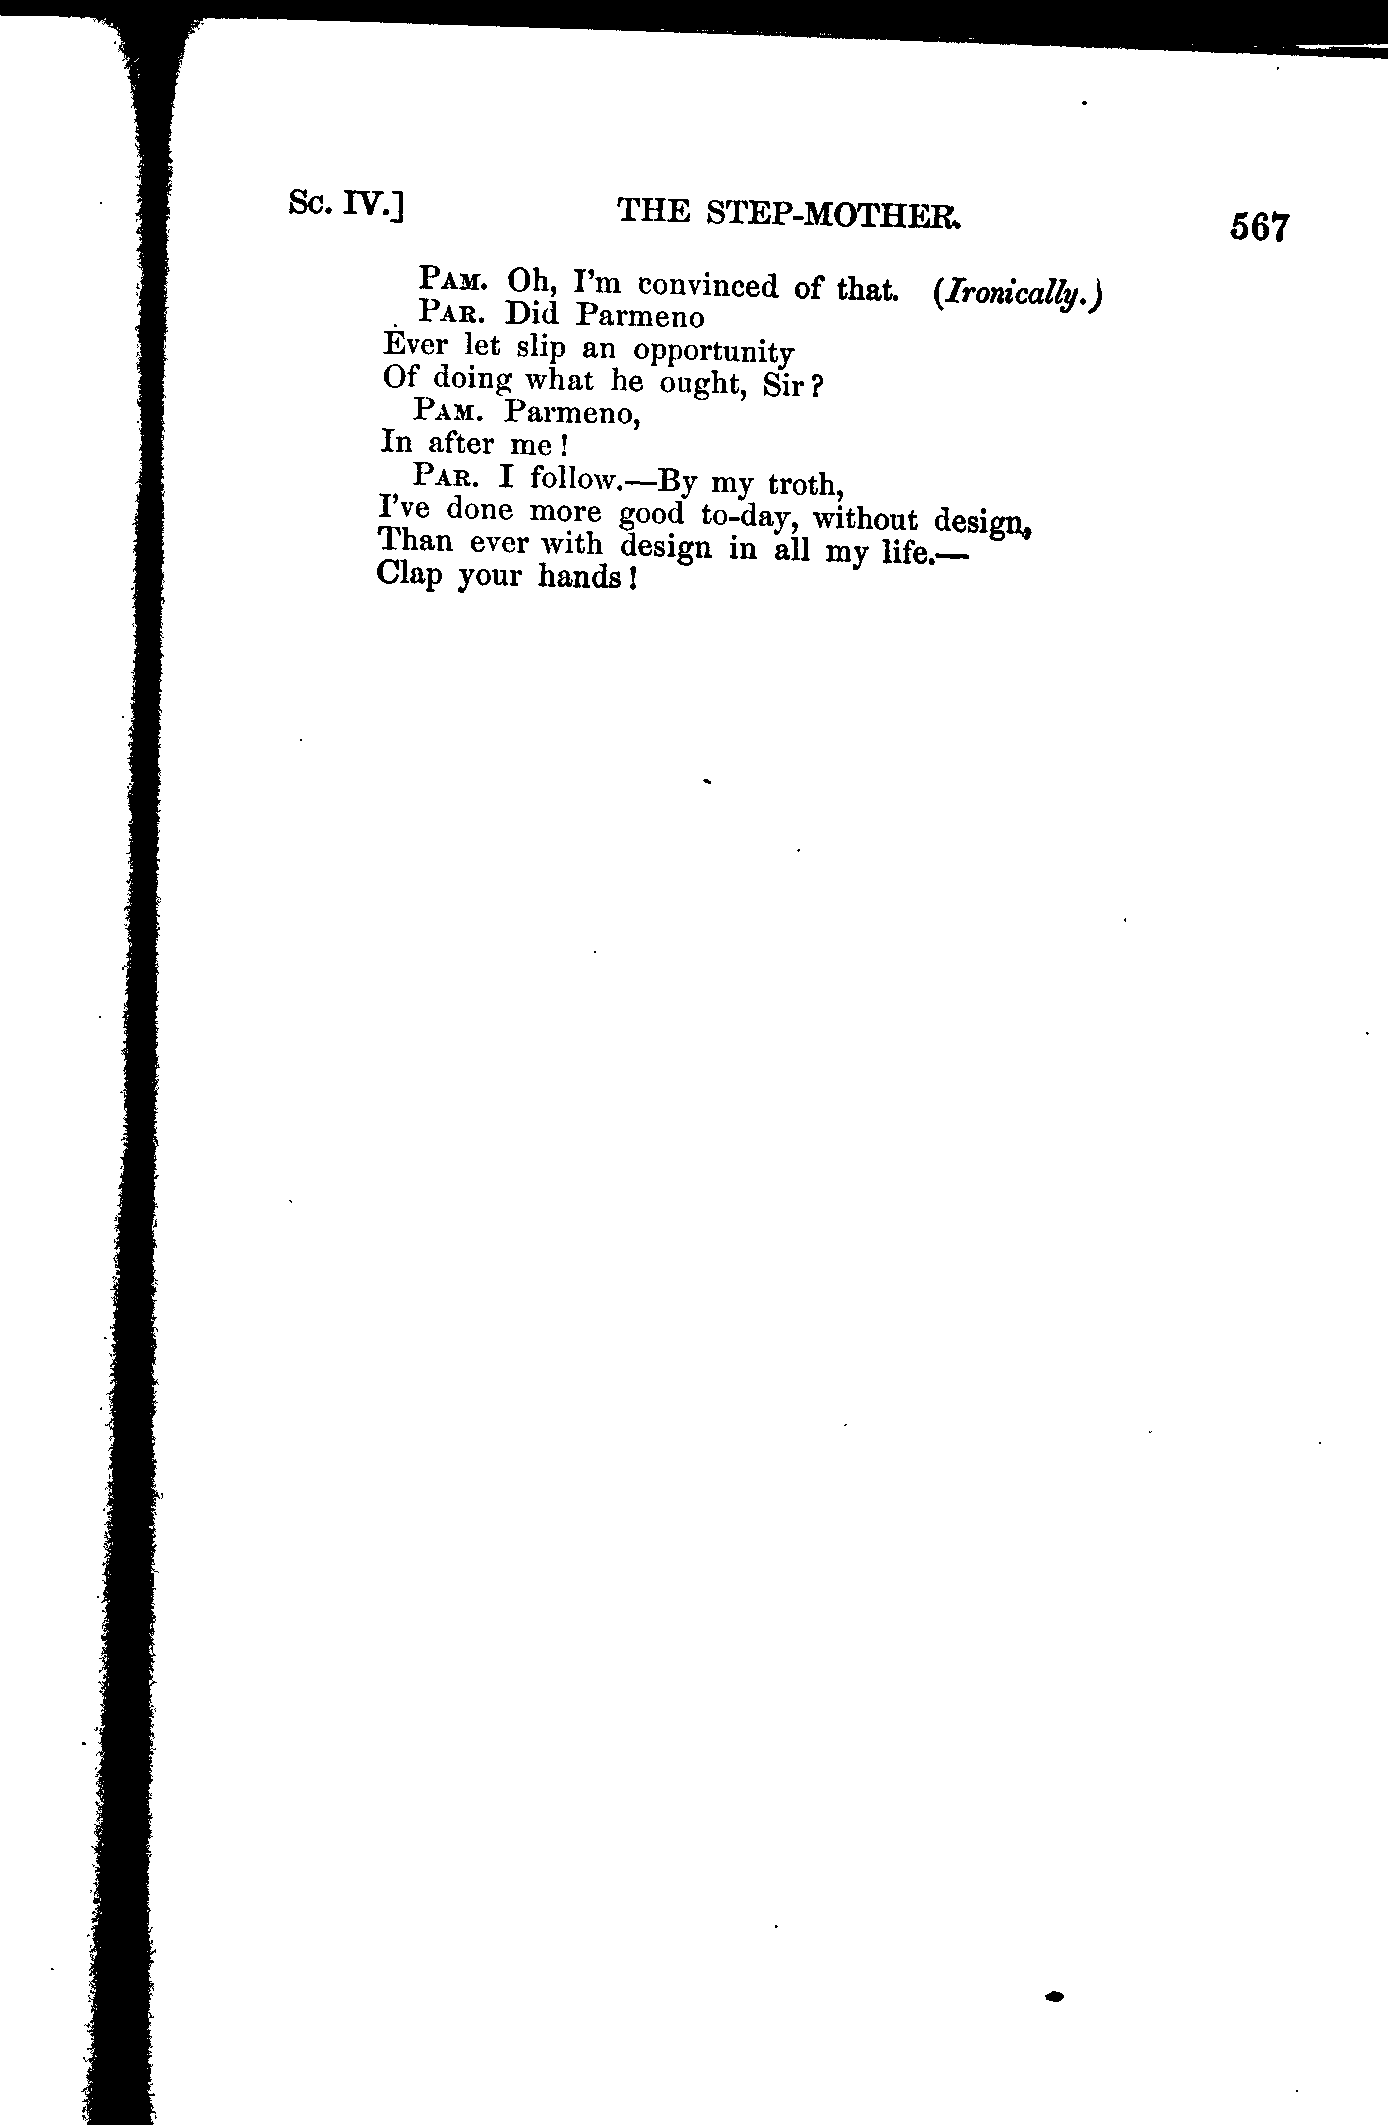 Sc. IV.] THE STEP-MOTHER. 567
PAM. Oh, I'm convinced of that. (Ironically.)
PAR. Did Parmeno
Ever let slip an opportunity
Of doing what he ought, Sir?
PAM. Parmeno,
In after me!
PAR. I follow.—By my troth,
I've done more good to-day, without design,
Than ever with design in all my life.—
Clap your hands!